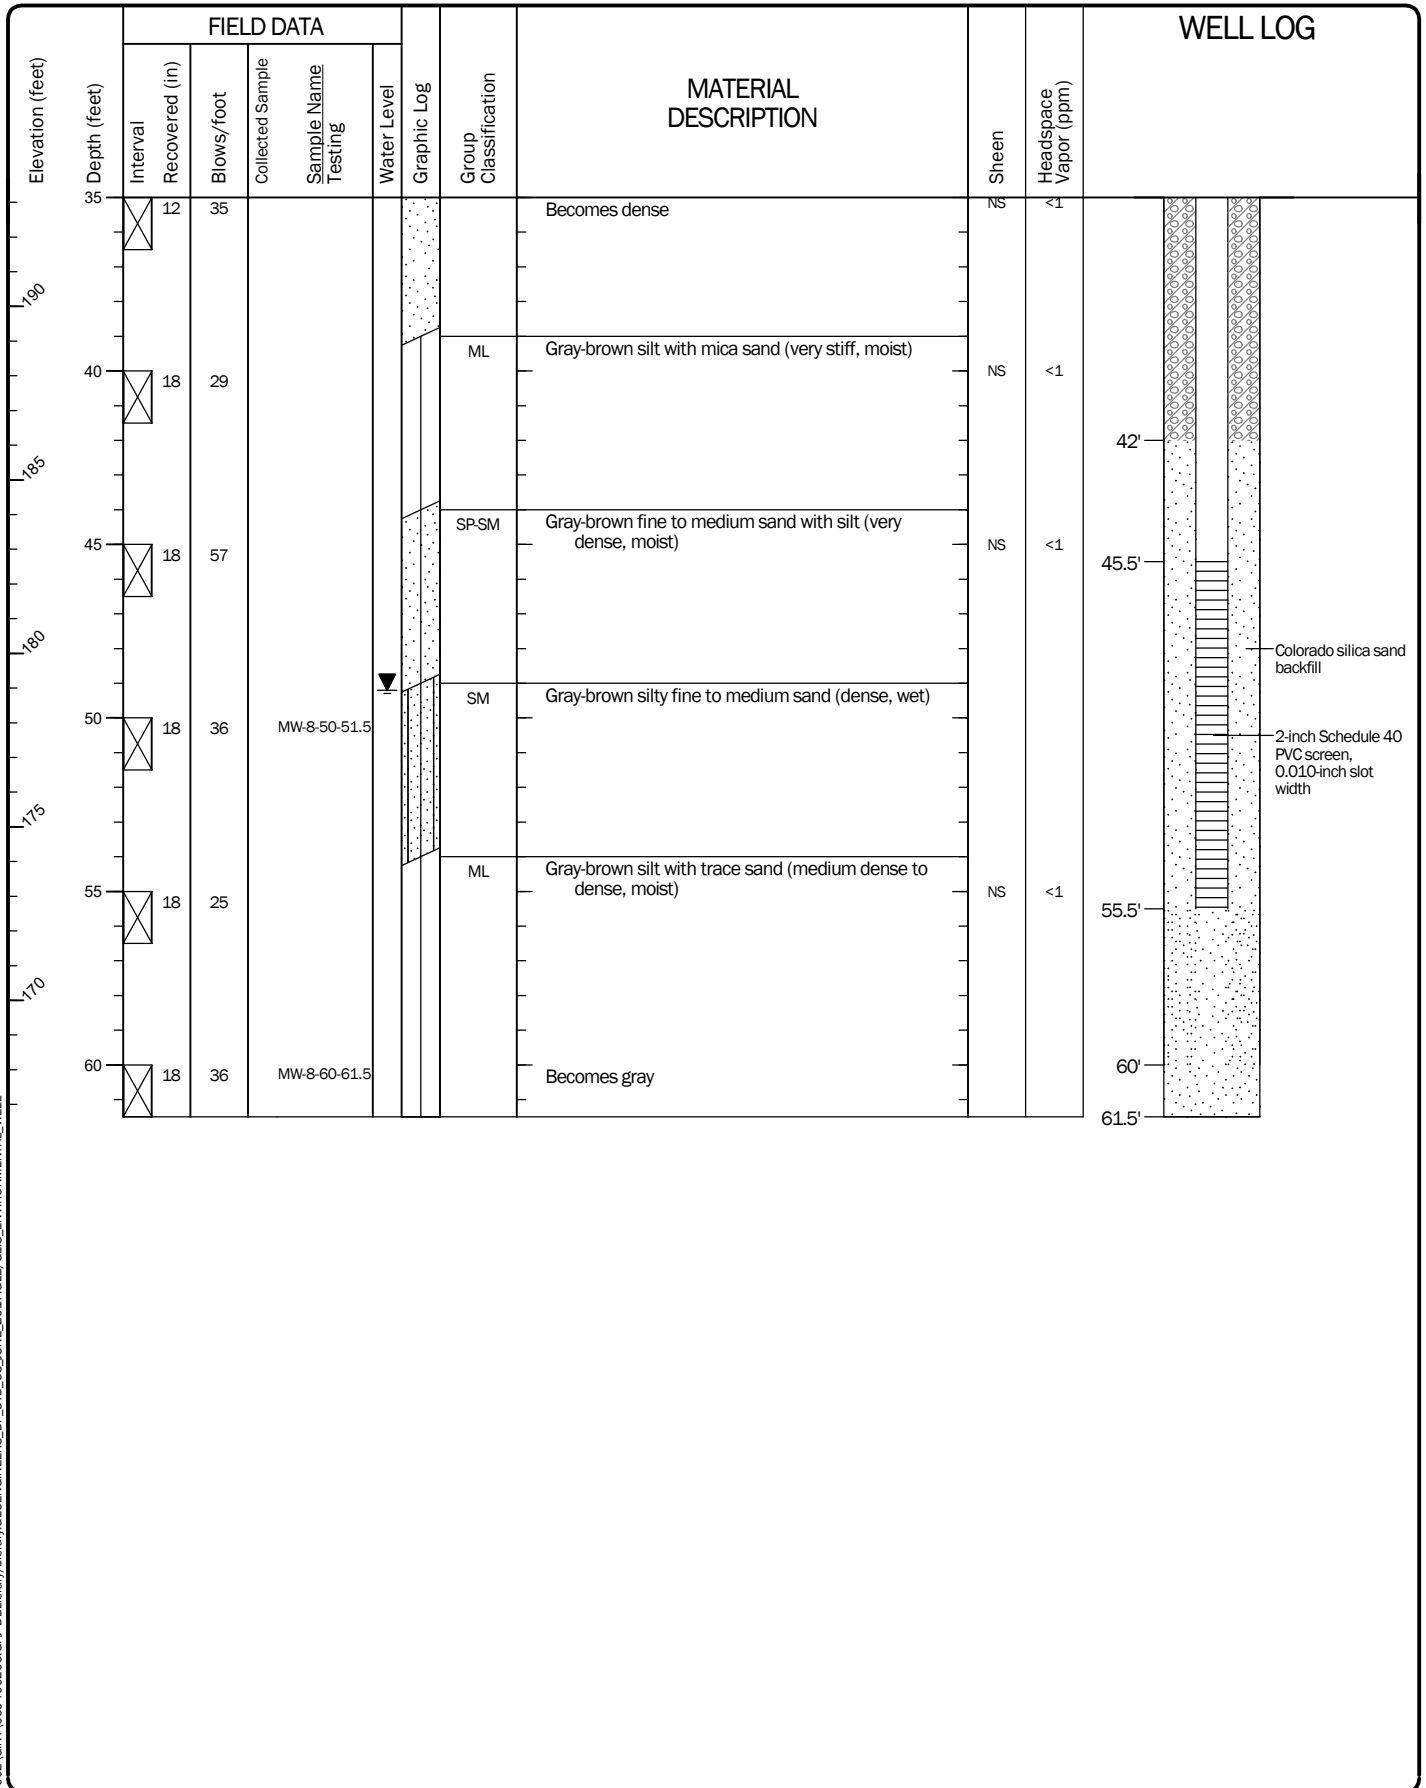 FIELD DATA
WELL LOG
Elevation (feet)
Depth (feet)
Interval
Recovered (in)
Blows/foot
Collected Sample
Sample Name
Testing
Water Level
Graphic Log
Group
Classification
MATERIAL
DESCRIPTION
Sheen
Headspace
Vapor (ppm)
35
12
35
Becomes dense
NS
<1
190
ML
Gray-brown silt with mica sand (very stiff, moist)
40
18
29
NS
<1
42'
185
SP-SM
Gray-brown fine to medium sand with silt (very
dense, moist)
45
18
57
NS
<1
45.5'
180
Colorado silica sand
backfill
SM
Gray-brown silty fine to medium sand (dense, wet)
50
18
36
MW-8-50-51.5
2-inch Schedule 40
PVC screen,
0.010-inch slot
width
175
ML
Gray-brown silt with trace sand (medium dense to
dense, moist)
55
18
25
NS
<1
55.5'
170
60
18
36
MW-8-60-61.5
Becomes gray
60'
61.5'